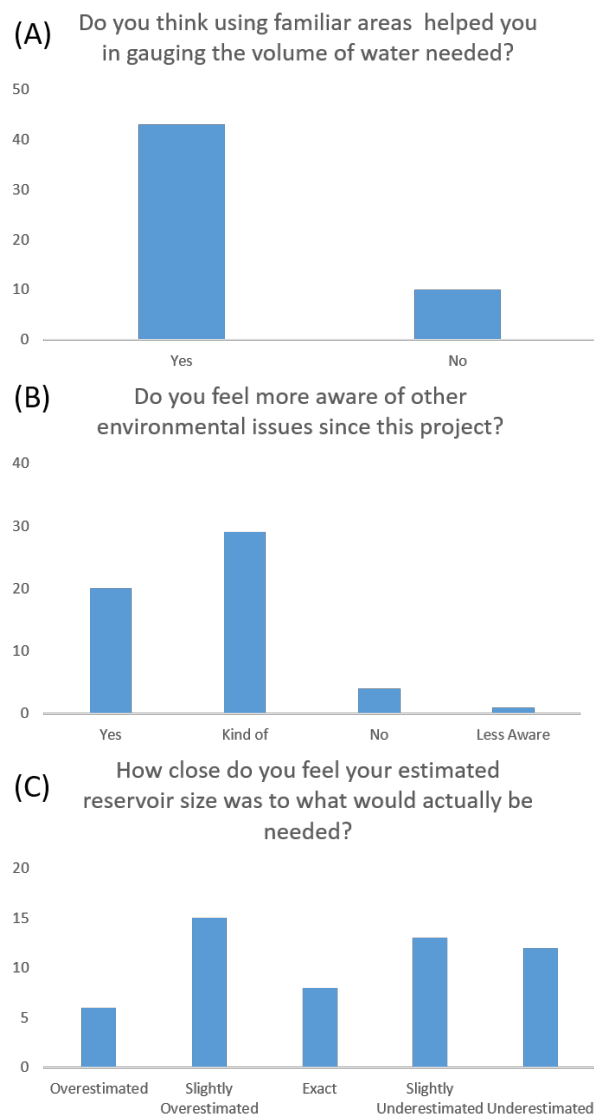 (A) Do you think using familiar areas helped you
in gauging the volume of water needed?
50
40
30
20
10
0
Yes No
(B) Do you feel more aware of other
environmental issues since this project?
40
30
20
10
0
Yes Kind of No Less Aware
(C) How close do you feel your estimated
reservoir size was to what would actually be
needed?
20
15
10
5
0
Overestimated Slightly Exact Slightly Underestimated
Overestimated Underestimated